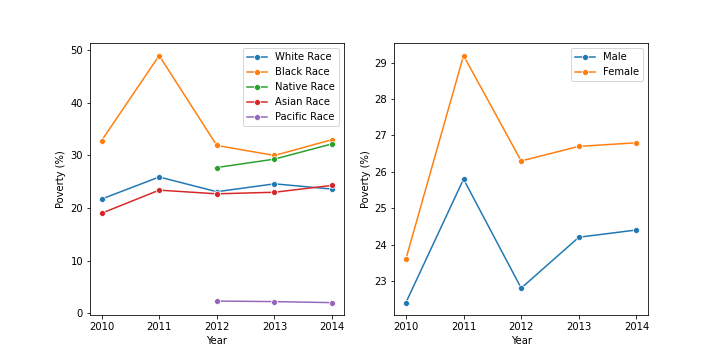 50
40
30
20
10
0
Poverty (%)
2010 2011 2012 2013 2014
Year
White Race
Black Race
Native Race
Asian Race
Pacific Race
29
28
27
26
25
24
23
Poverty (%)
2010 2011 2012 2013 2014
Year
Male
Female